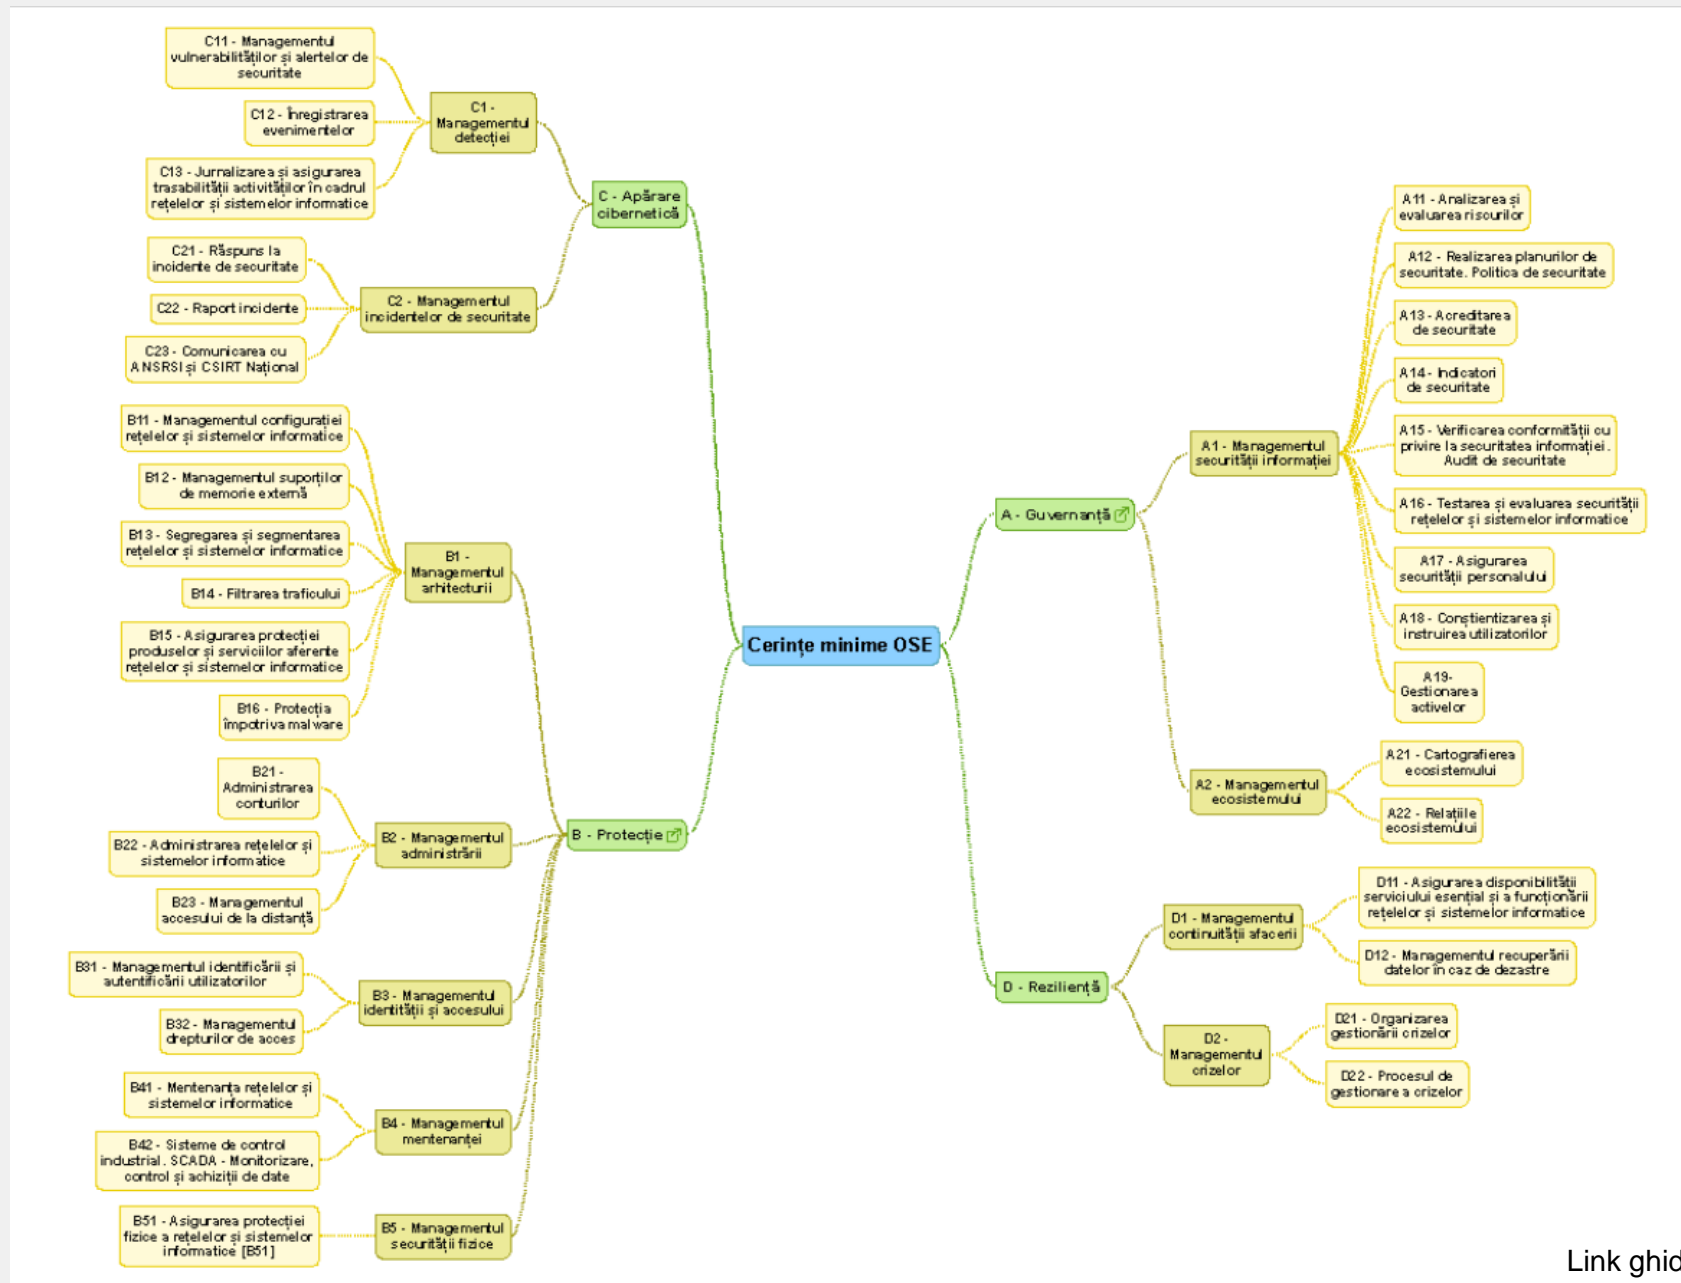 C11 - Managementul
vulnerabilităților și alertelor de
securitate
C12 - Înregistrarea
evenimentelor
C13 - Jurnalizarea și asigurarea
trasabilității activităților în cadrul
rețelelor și sistemelor informatice
C1 -
Managementul
detecției
C21 - Răspuns la
incidente de securitate
C22 - Raport incidente
C23 - Comunicarea cu
ANSRSI și CSIRT Național
C2 - Managementul
incidentelor de securitate
C - Apărare
cibernetică
B11 - Managementul configurației
rețelelor și sistemelor informatice
B12 - Managementul suporților
de memorie externă
B13 - Segregarea și segmentarea
rețelelor și sistemelor informatice
B14 - Filtrarea traficului
B15 - Asigurarea protecției
produselor și serviciilor aferente
rețelelor și sistemelor informatice
B16 - Protecția
împotriva malware
B1 -
Managementul
arhitecturii
B21 -
Administrarea
conturilor
B22 - Administrarea rețelelor și
sistemelor informatice
B23 - Managementul
accesului de la distanță
B2 - Managementul
administrării
B31 - Managementul identificării și
autentificării utilizatorilor
B32 - Managementul
drepturilor de acces
B3 - Managementul
identității și accesului
B41 - Mentenanța rețelelor și
sistemelor informatice
B42 - Sisteme de control
industrial. SCADA - Monitorizare,
control și achiziții de date
B4 - Managementul
mentenanței
B51 - Asigurarea protecției
fizice a rețelelor și sistemelor
informatice [B51]
B5 - Managementul
securității fizice
B - Protecție
Cerințe minime OSE
A - Guvernanță
A1 - Managementul
securității informației
A11 - Analizarea și
evaluarea riscurilor
A12 - Realizarea planurilor de
securitate. Politica de securitate
A13 - Acreditarea
de securitate
A14 - Indicatori
de securitate
A15 - Verificarea conformității cu
privire la securitatea informației.
Audit de securitate
A16 - Testarea și evaluarea securității
rețelelor și sistemelor informatice
A17 - Asigurarea
securității personalului
A18 - Conștientizarea și
instruirea utilizatorilor
A19-
Gestionarea
activelor
A2 - Managementul
ecosistemului
A21 - Cartografierea
ecosistemului
A22 - Relațiile
ecosistemului
D - Reziliență
D1 - Managementul
continuității afacerii
D11 - Asigurarea disponibilității
serviciului esențial și a funcționării
rețelelor și sistemelor informatice
D12 - Managementul recuperării
datelor în caz de dezastre
D2 -
Managementul
crizelor
D21 - Organizarea
gestionării crizelor
D22 - Procesul de
gestionare a crizelor
Link ghid